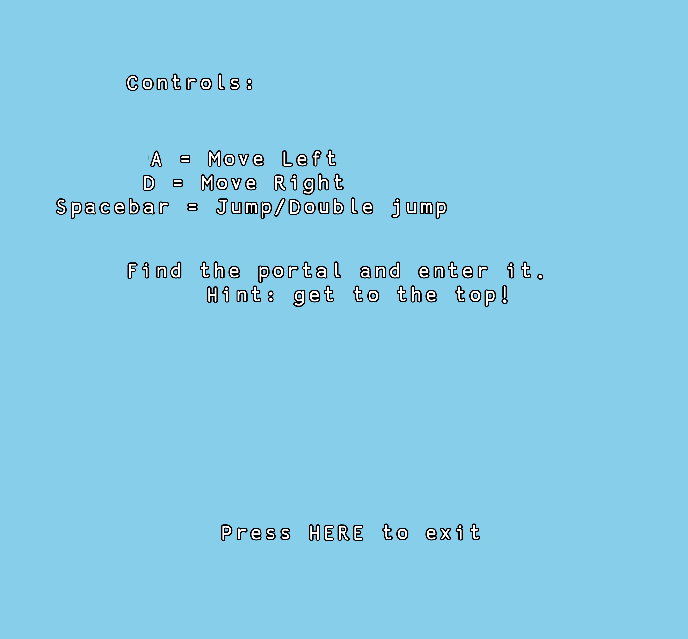 Controls:
A = Move Left
D = Move Right
Spacebar = Jump/Double jump
Find the portal and enter it.
Hint: get to the top!
Press HERE to exit